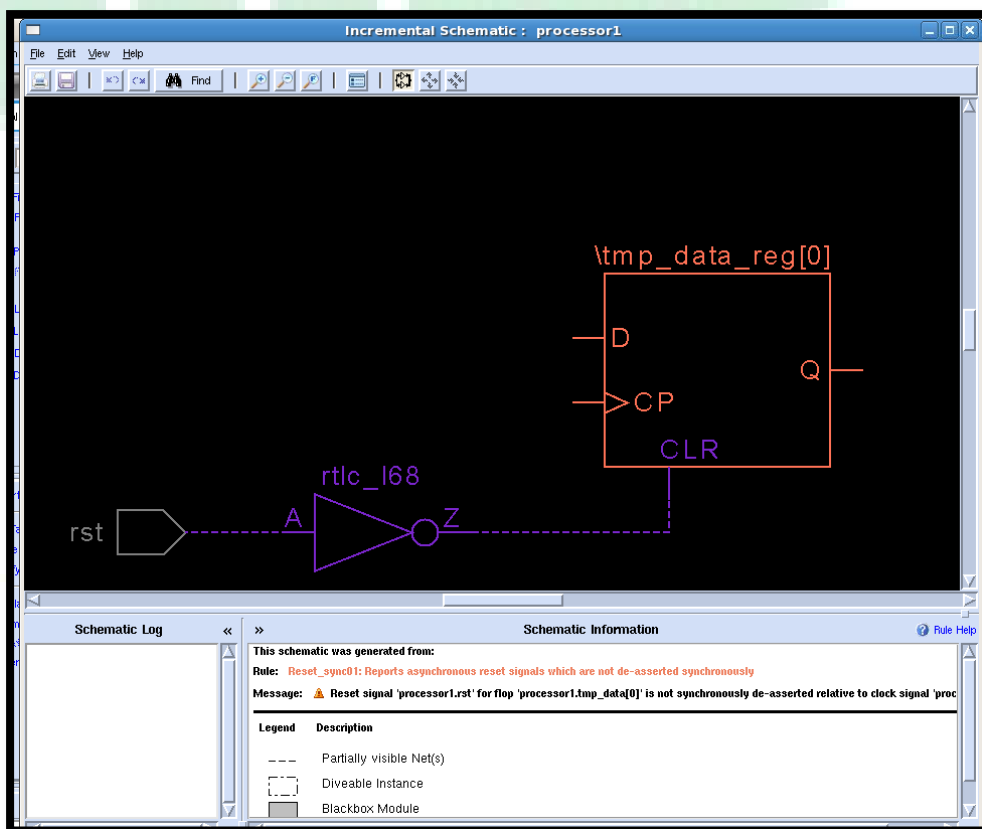 Incremental Schematic : processor1
File Edit View Help
Find
\tmp_data_reg[0]
D
Q
CP
CLR
rtlc_I68
rst
A
Z
Schematic Log «
» Schematic Information
Rule Help
This schematic was generated from:
Rule: Reset_sync01: Reports asynchronous reset signals which are not de-asserted synchronously
Message: Reset signal 'processor1.rst' for flop 'processor1.tmp_data[0]' is not synchronously de-asserted relative to clock signal 'proc
Legend Description
Partially visible Net(s)
Diveable Instance
Blackbox Module